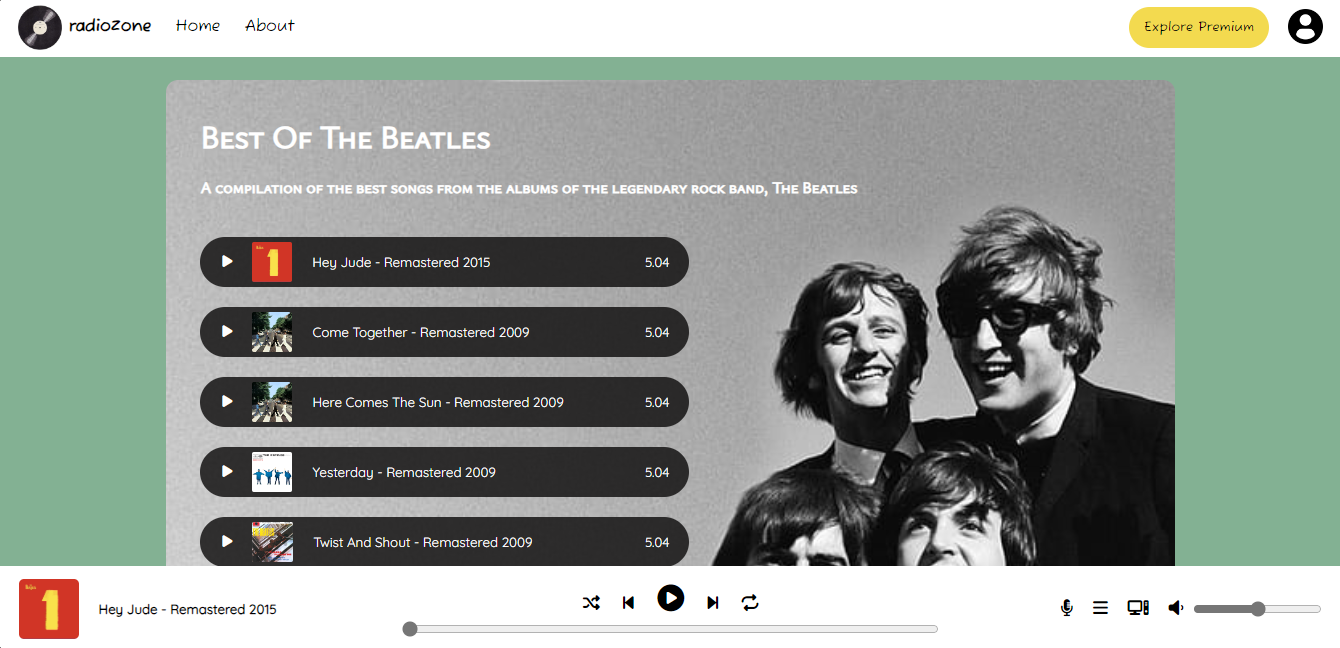 radioZone Home About Explore Premium
Best Of The Beatles
A compilation of the best songs from the albums of the legendary rock band, The Beatles
1 Hey Jude - Remastered 2015 5.04
Come Together - Remastered 2009 5.04
Here Comes The Sun - Remastered 2009 5.04
Yesterday - Remastered 2009 5.04
Twist And Shout - Remastered 2009 5.04
1 Hey Jude - Remastered 2015